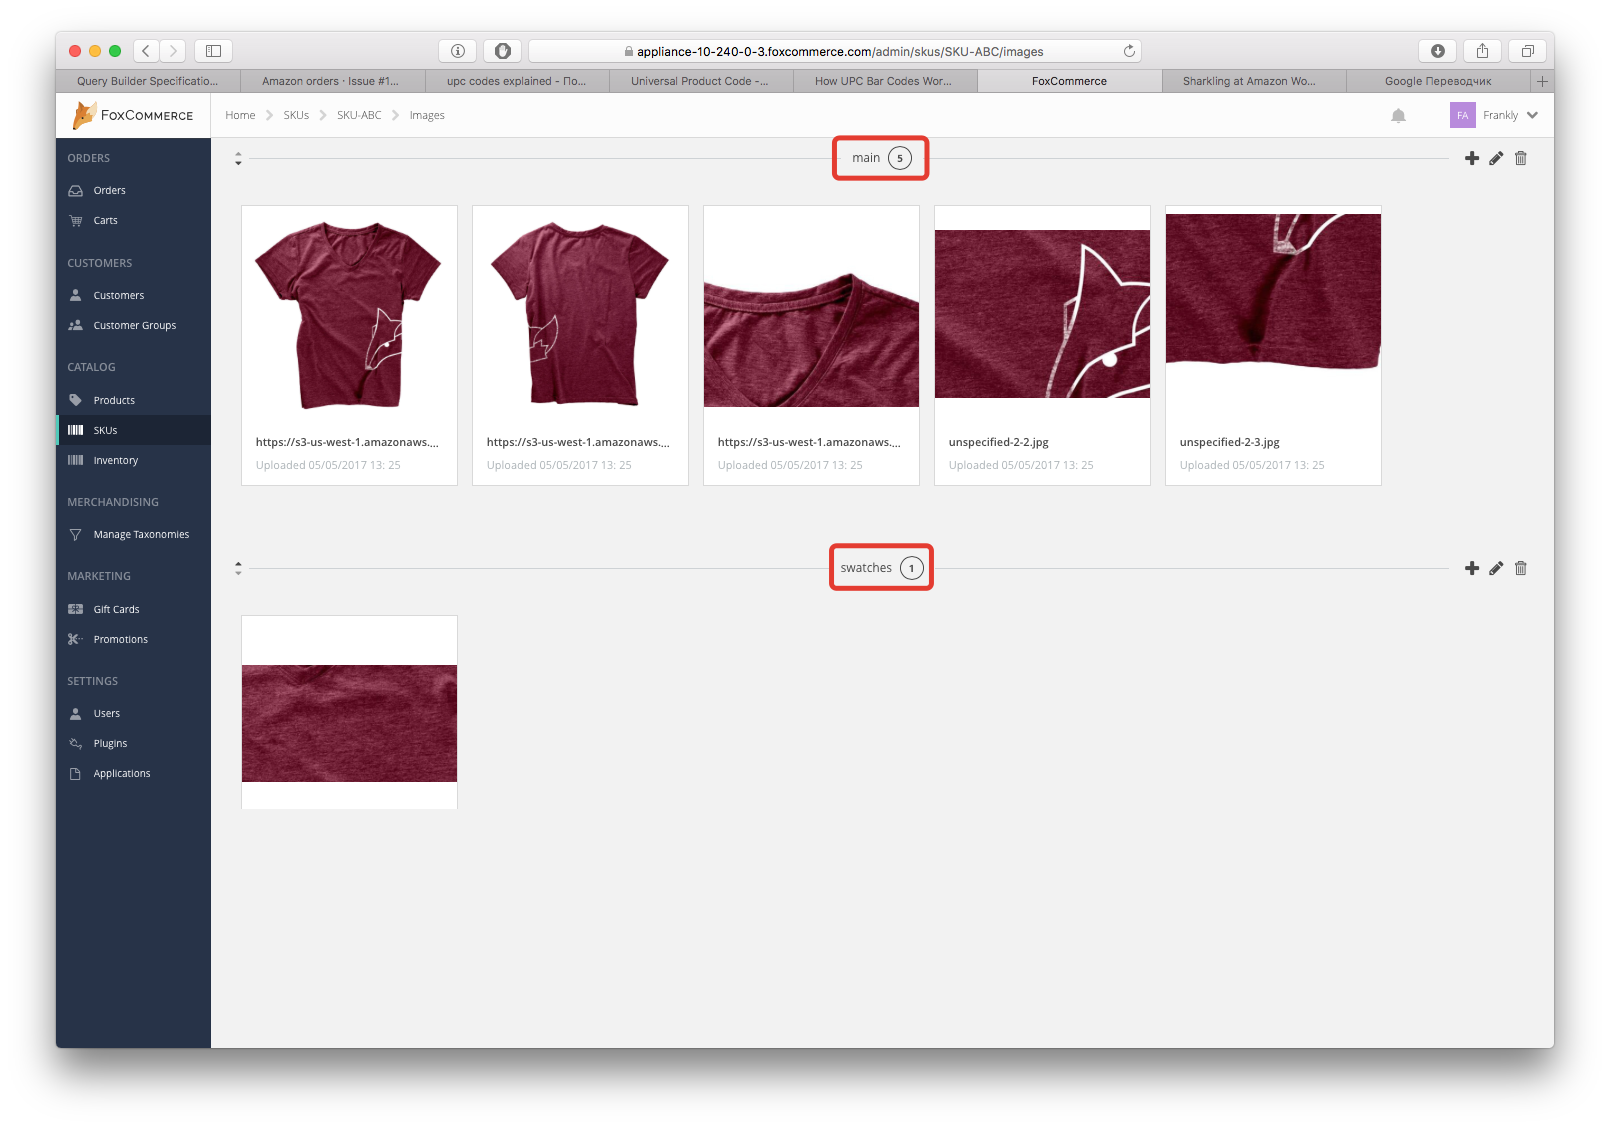 appliance-10-240-0-3.foxcommerce.com/admin/skus/SKU-ABC/images
Query Builder Specificatio...
Amazon orders · Issue #1...
upc codes explained - По...
Universal Product Code -...
How UPC Bar Codes Wor...
FoxCommerce
Sharkling at Amazon Wo...
Google Переводчик
FOXCOMMERCE
Home
SKUs
SKU-ABC
Images
FA
Frankly
ORDERS
Orders
Carts
CUSTOMERS
Customers
Customer Groups
CATALOG
Products
SKUs
Inventory
MERCHANDISING
Manage Taxonomies
MARKETING
Gift Cards
Promotions
SETTINGS
Users
Plugins
Applications
main 5
https://s3-us-west-1.amazonaws....
Uploaded 05/05/2017 13: 25
https://s3-us-west-1.amazonaws....
Uploaded 05/05/2017 13: 25
https://s3-us-west-1.amazonaws....
Uploaded 05/05/2017 13: 25
unspecified-2-2.jpg
Uploaded 05/05/2017 13: 25
unspecified-2-3.jpg
Uploaded 05/05/2017 13: 25
swatches 1